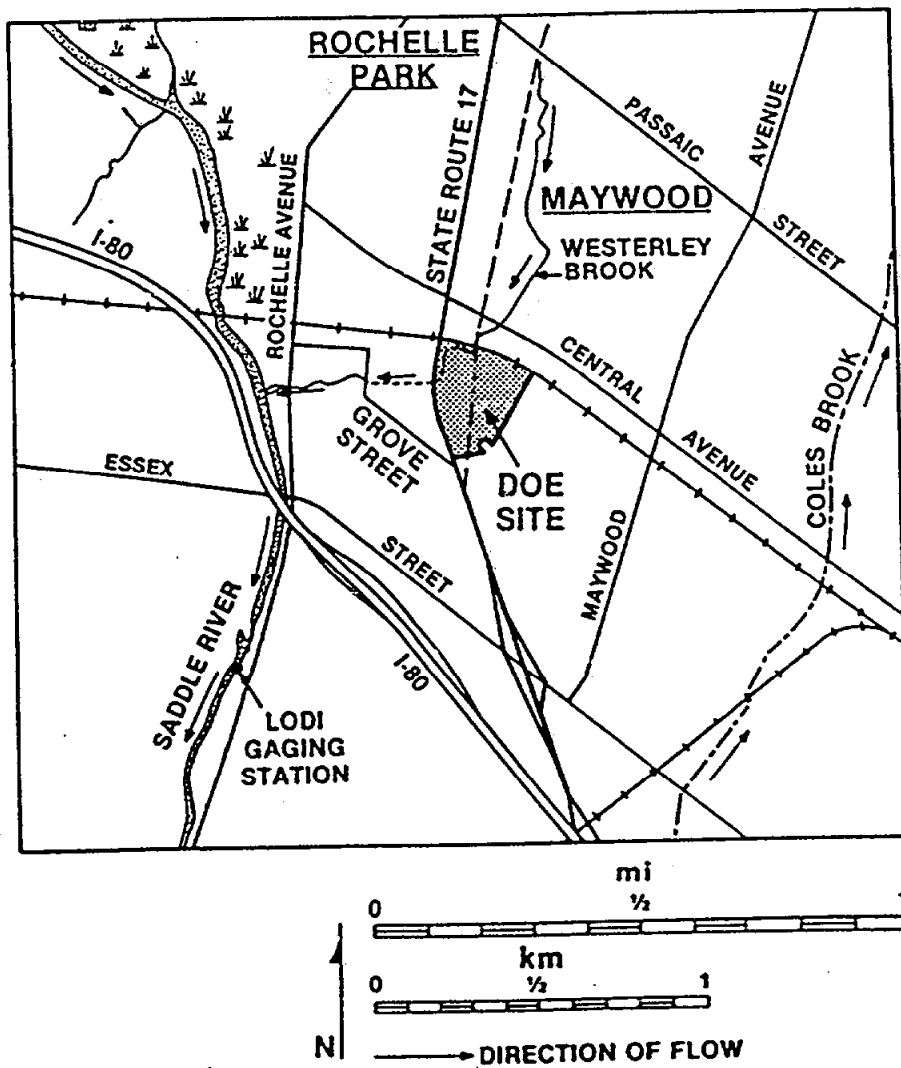 ROCHELLE
PARK
STATE ROUTE 17
PASSAIC
STREET
AVENUE
MAYWOOD
MAYWOOD
WESTERLEY
BROOK
I-80
ROCHELLE AVENUE
CENTRAL
AVENUE
COLES BROOK
GROVE
STREET
ESSEX
STREET
DOE
SITE
SADDLE RIVER
I-80
LODI
GAGING
STATION
mi
0 ½ 1
km
0 ½ 1
N
DIRECTION OF FLOW